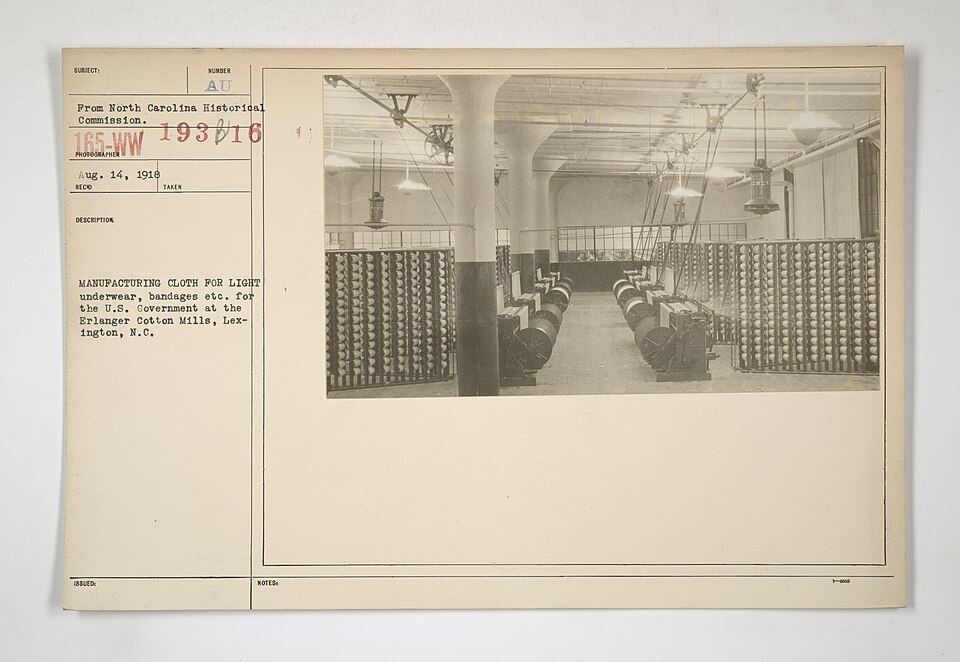 SUBJECT:
NUMBER
AU
From North Carolina Historical
Commission.
165-WW 193B 16
PHOTOGRAPHER
Aug. 14, 1918
REC'D
TAKEN
DESCRIPTION
MANUFACTURING CLOTH FOR LIGHT
underwear, bandages etc. for
the U.S. Government at the
Erlanger Cotton Mills, Lex-
ington, N.C.
ISSUED:
NOTES: